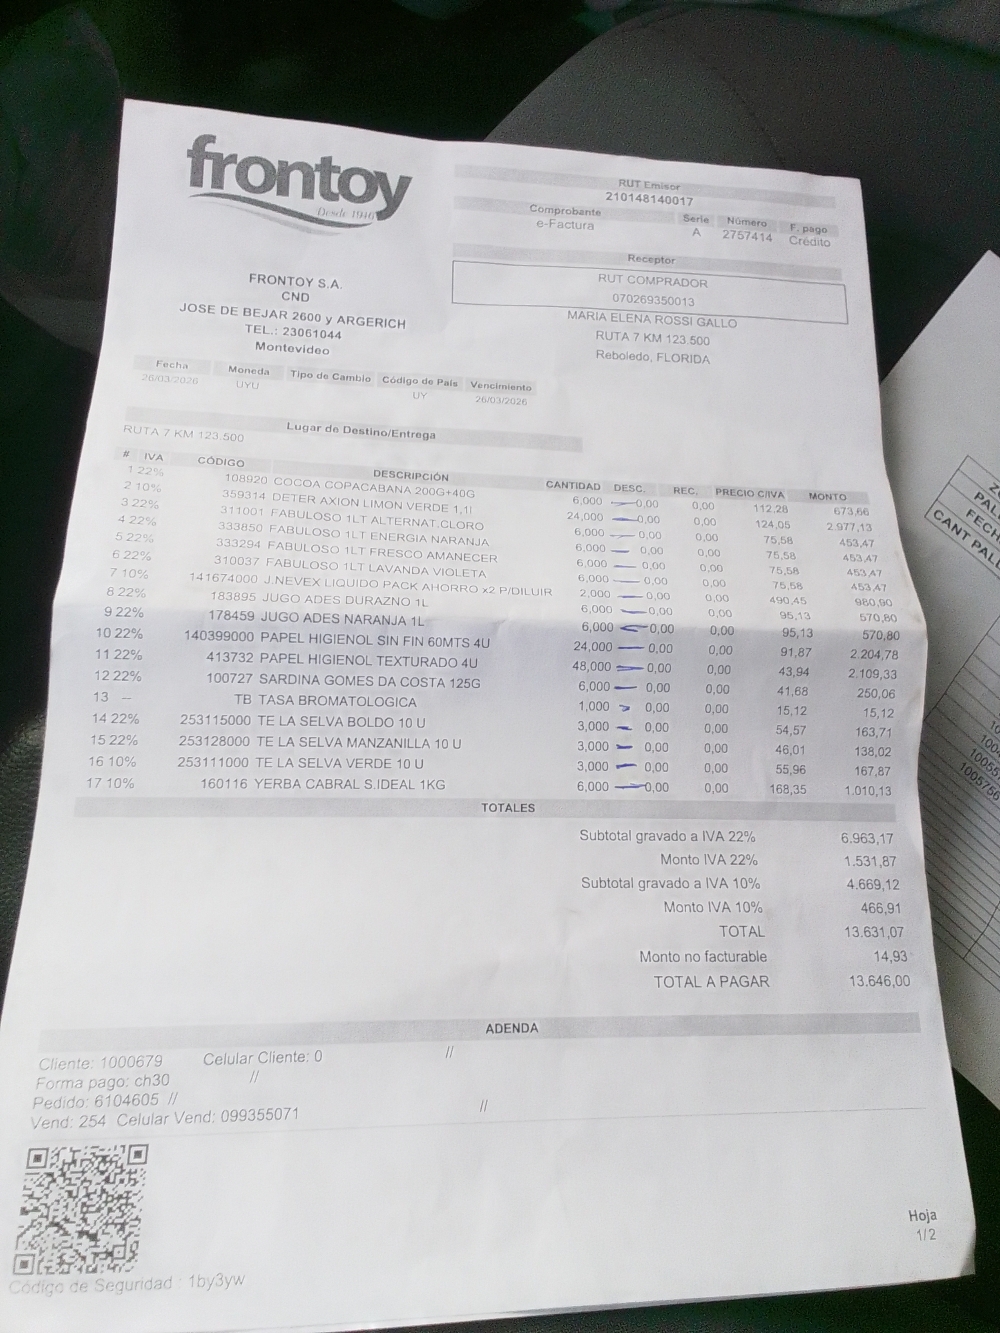 frontoy
Desde 1946
FRONTOY S.A.
CND
JOSE DE BEJAR 2600 y ARGERICH
TEL.: 23061044
Montevideo
RUT Emisor
210148140017
Comprobante Serie Número F. pago
e-Factura A 2757414 Crédito
Receptor
RUT COMPRADOR
070269350013
MARIA ELENA ROSSI GALLO
RUTA 7 KM 123.500
Reboledo, FLORIDA
Fecha Moneda Tipo de Cambio Código de País Vencimiento
26/03/2026 UYU UY 26/03/2026
Lugar de Destino/Entrega
RUTA 7 KM 123.500
# IVA CÓDIGO DESCRIPCIÓN CANTIDAD DESC. REC. PRECIO C/IVA MONTO
1 22% 108920 COCOA COPACABANA 200G+40G 6,000 0,00 0,00 112,28 673,66
2 10% 359314 DETER AXION LIMON VERDE 1,1l 24,000 0,00 0,00 124,05 2.977,13
3 22% 311001 FABULOSO 1LT ALTERNAT.CLORO 6,000 0,00 0,00 75,58 453,47
4 22% 333850 FABULOSO 1LT ENERGIA NARANJA 6,000 0,00 0,00 75,58 453,47
5 22% 333294 FABULOSO 1LT FRESCO AMANECER 6,000 0,00 0,00 75,58 453,47
6 22% 310037 FABULOSO 1LT LAVANDA VIOLETA 6,000 0,00 0,00 75,58 453,47
7 10% 141674000 J.NEVEX LIQUIDO PACK AHORRO x2 P/DILUIR 2,000 0,00 0,00 490,45 980,90
8 22% 183895 JUGO ADES DURAZNO 1L 6,000 0,00 0,00 95,13 570,80
9 22% 178459 JUGO ADES NARANJA 1L 6,000 0,00 0,00 95,13 570,80
10 22% 140399000 PAPEL HIGIENOL SIN FIN 60MTS 4U 24,000 0,00 0,00 91,87 2.204,78
11 22% 413732 PAPEL HIGIENOL TEXTURADO 4U 48,000 0,00 0,00 43,94 2.109,33
12 22% 100727 SARDINA GOMES DA COSTA 125G 6,000 0,00 0,00 41,68 250,06
13 -- TB TASA BROMATOLOGICA 1,000 0,00 0,00 15,12 15,12
14 22% 253115000 TE LA SELVA BOLDO 10 U 3,000 0,00 0,00 54,57 163,71
15 22% 253128000 TE LA SELVA MANZANILLA 10 U 3,000 0,00 0,00 46,01 138,02
16 10% 253111000 TE LA SELVA VERDE 10 U 3,000 0,00 0,00 55,96 167,87
17 10% 160116 YERBA CABRAL S.IDEAL 1KG 6,000 0,00 0,00 168,35 1.010,13
TOTALES
Subtotal gravado a IVA 22% 6.963,17
Monto IVA 22% 1.531,87
Subtotal gravado a IVA 10% 4.669,12
Monto IVA 10% 466,91
TOTAL 13.631,07
Monto no facturable 14,93
TOTAL A PAGAR 13.646,00
ADENDA
Cliente: 1000679 Celular Cliente: 0 //
Forma pago: ch30 //
Pedido: 6104605 //
Vend: 254 Celular Vend: 099355071 //
Código de Seguridad 1by3yw
Hoja
1/2
CANT PALL